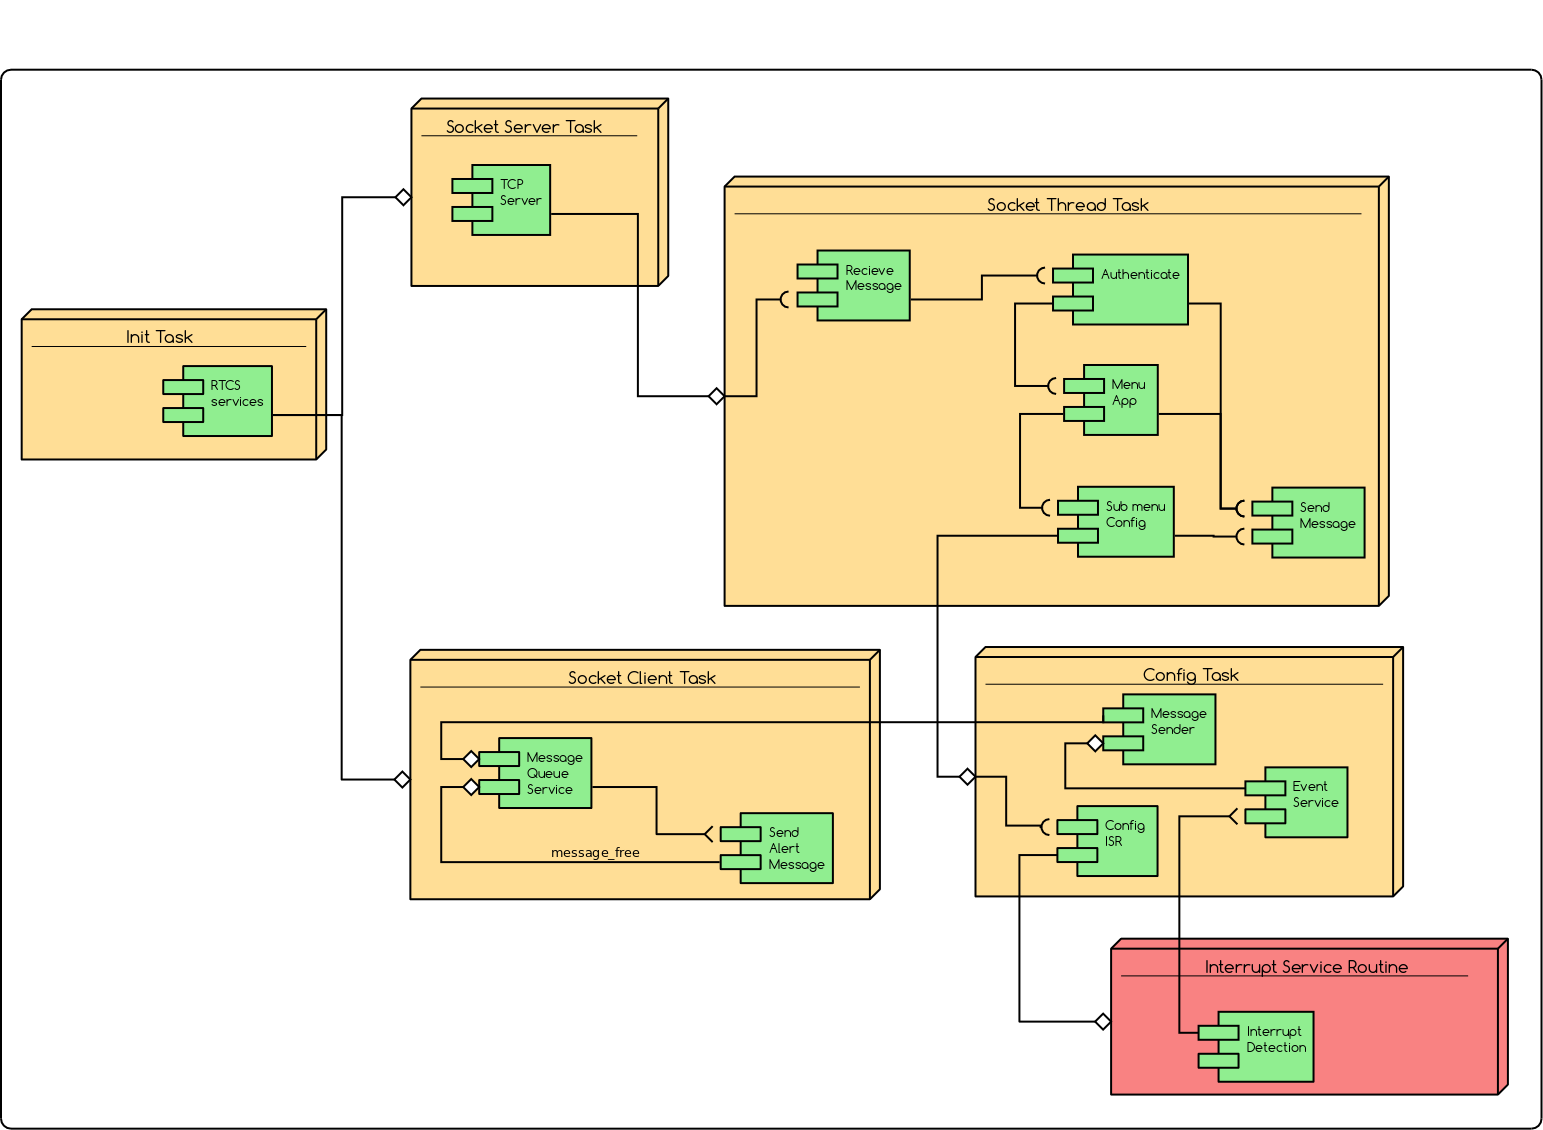 Socket Server Task
TCP
Server
Socket Thread Task
Recieve
Message
Authenticate
Menu
App
Sub menu
Config
Send
Message
Init Task
RTCS
services
Socket Client Task
Message
Queue
Service
Send
Alert
Message
message_free
Config Task
Message
Sender
Event
Service
Config
ISR
Interrupt Service Routine
Interrupt
Detection